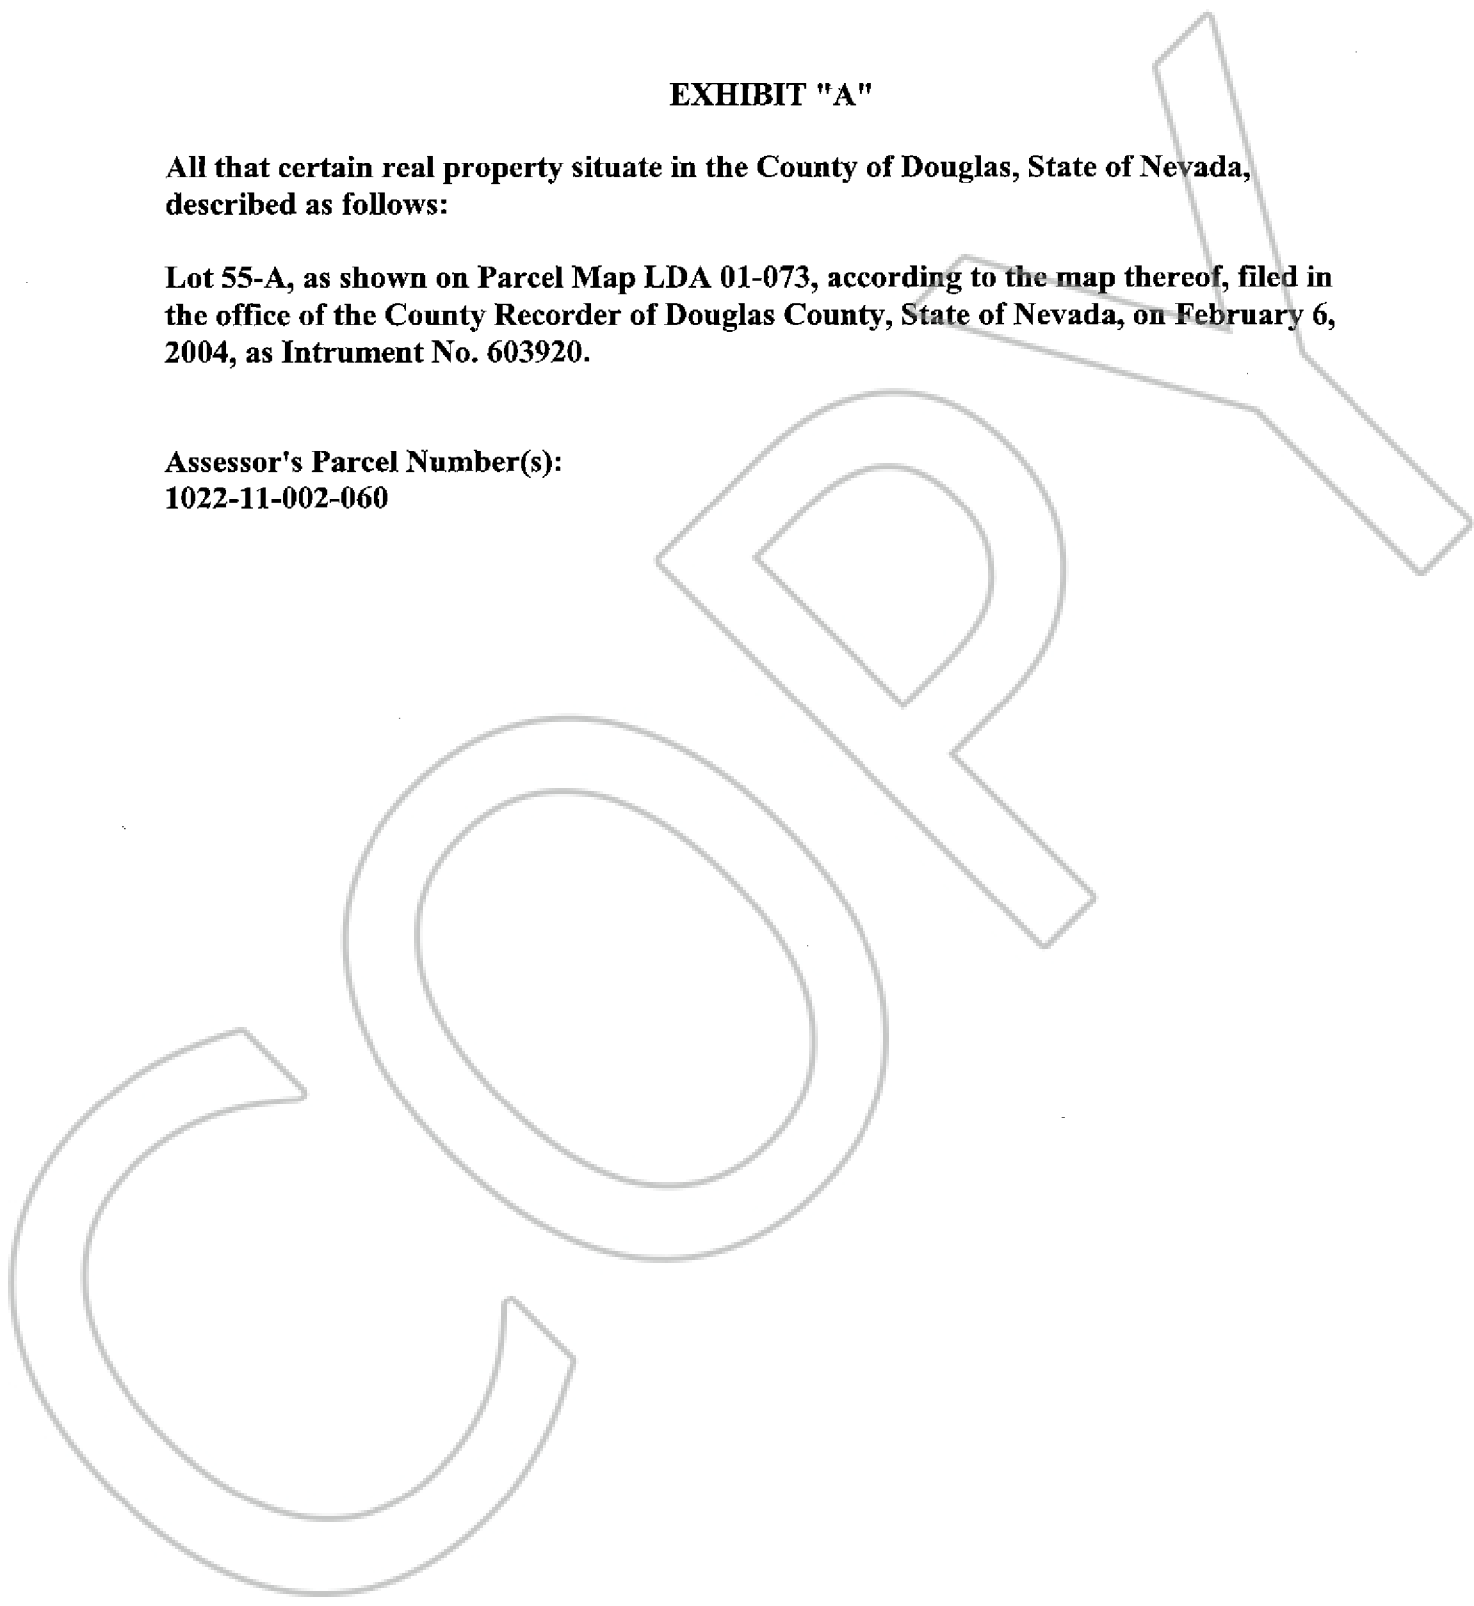 EXHIBIT "A"
All that certain real property situate in the County of Douglas, State of Nevada,
described as follows:
Lot 55-A, as shown on Parcel Map LDA 01-073, according to the map thereof, filed in
the office of the County Recorder of Douglas County, State of Nevada, on February 6,
2004, as Intrument No. 603920.
Assessor's Parcel Number(s):
1022-11-002-060
COPY